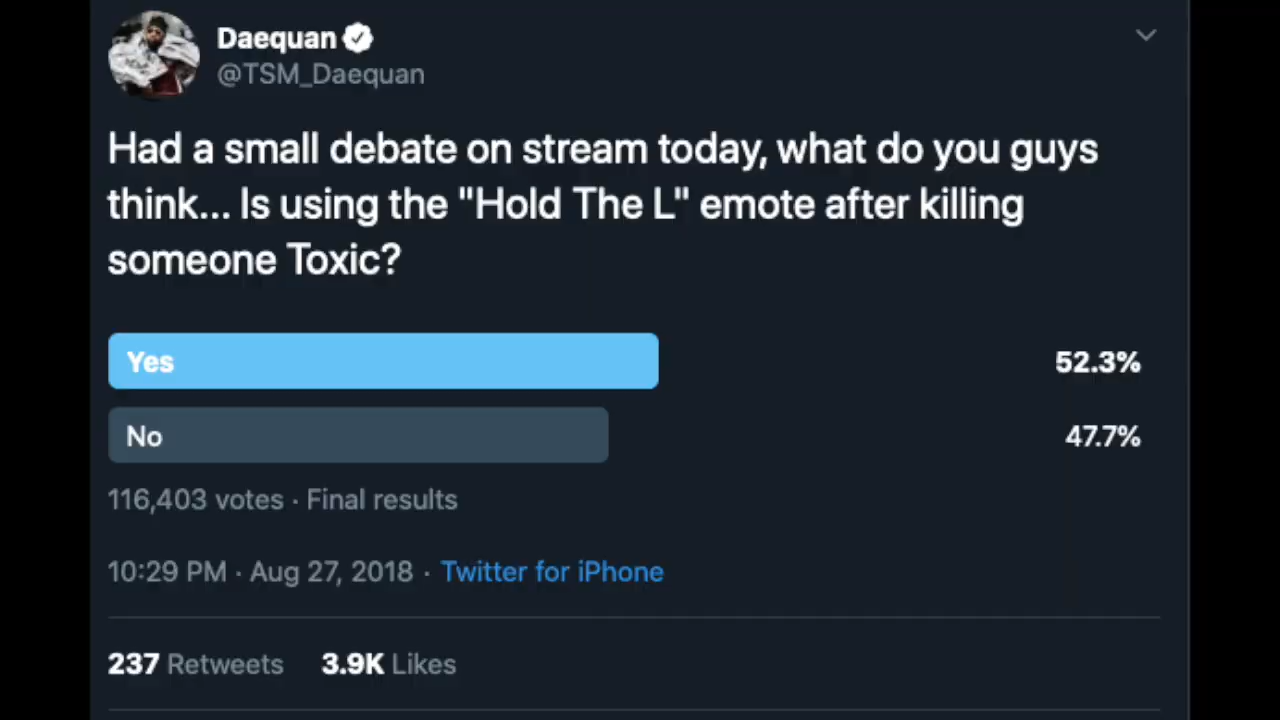 Daequan
@TSM_Daequan
Had a small debate on stream today, what do you guys
think... Is using the "Hold The L" emote after killing
someone Toxic?
Yes 52.3%
No 47.7%
116,403 votes · Final results
10:29 PM · Aug 27, 2018 · Twitter for iPhone
237 Retweets 3.9K Likes